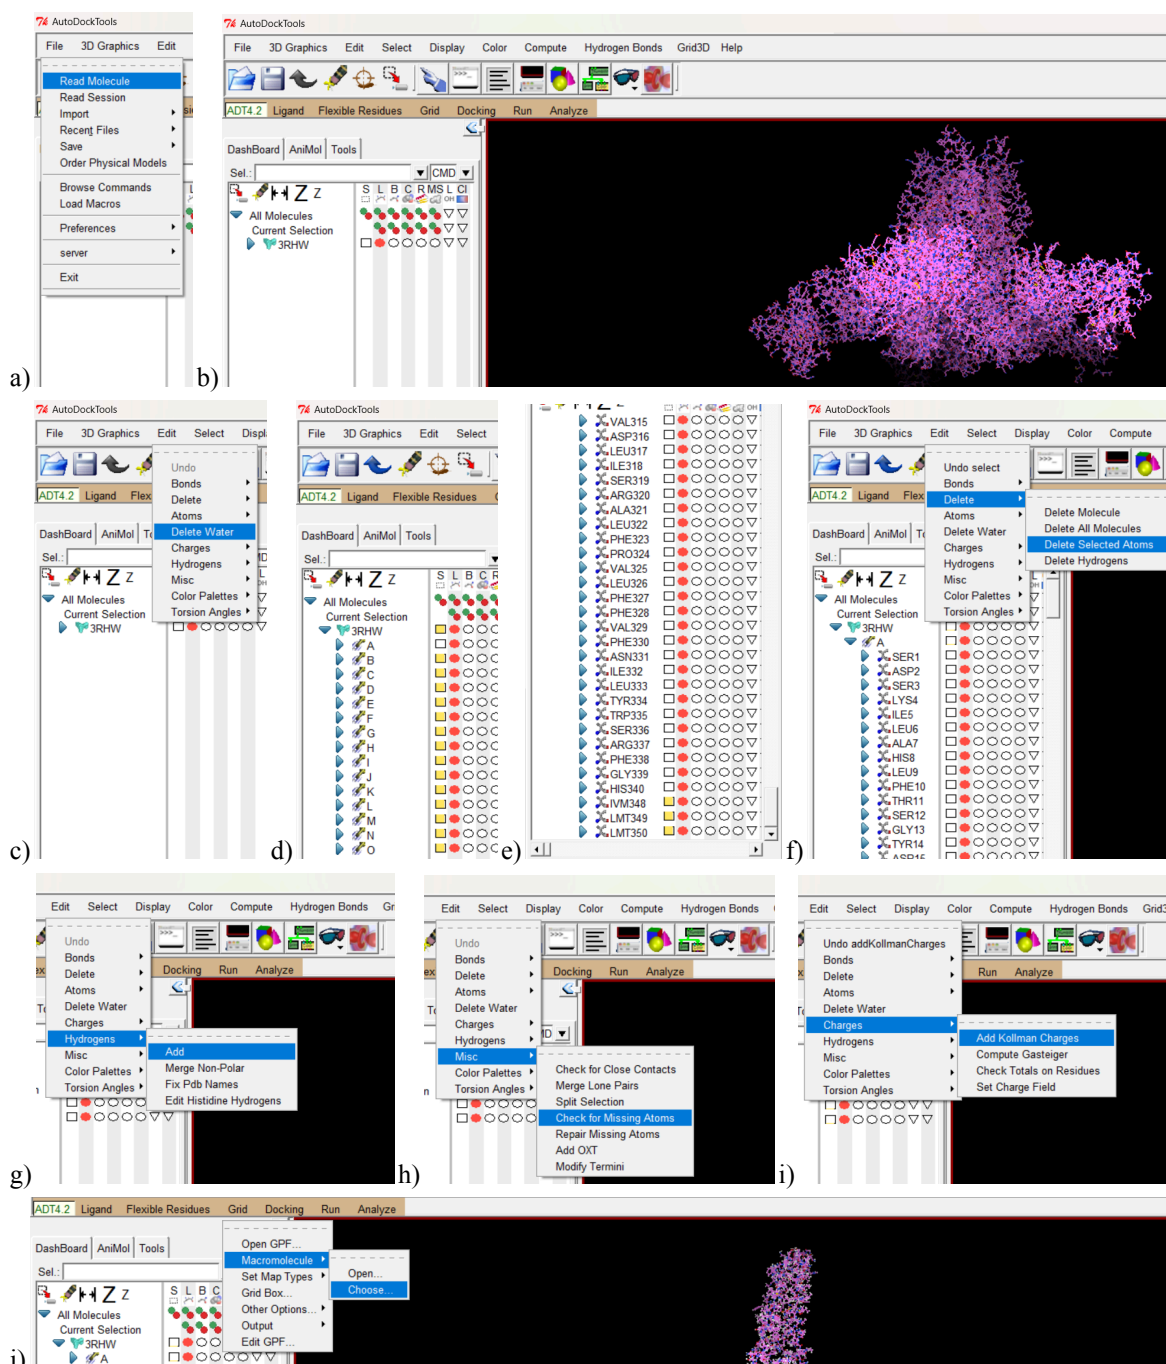 AutoDockTools
File 3D Graphics Edit
Read Molecule
Read Session
Import
Recent Files
Save
Order Physical Models
Browse Commands
Load Macros
Preferences
server
Exit
a)
AutoDockTools
File 3D Graphics Edit Select Display Color Compute Hydrogen Bonds Grid3D Help
ADT4.2 Ligand Flexible Residues Grid Docking Run Analyze
DashBoard AniMol Tools
Sel.: CMD
Z Z S L B C R MS L Cl
All Molecules
Current Selection
3RHW
b)
AutoDockTools
File 3D Graphics Edit Select Displ
ADT4.2 Ligand Flex
DashBoard AniMol To
Sel.:
Z Z
All Molecules
Current Selection
3RHW
Undo
Bonds
Delete
Atoms
Delete Water
Charges
Hydrogens
Misc
Color Palettes
Torsion Angles
c)
AutoDockTools
File 3D Graphics Edit Select
ADT4.2 Ligand Flexible Residues
DashBoard AniMol Tools
Sel.:
Z Z S L B C R
All Molecules
Current Selection
3RHW
A
B
C
D
E
F
G
H
I
J
K
L
M
N
O
d)
VAL315
ASP316
LEU317
ILE318
SER319
ARG320
ALA321
LEU322
PHE323
PRO324
VAL325
LEU326
PHE327
PHE328
VAL329
PHE330
ASN331
ILE332
LEU333
TYR334
TRP335
SER336
ARG337
PHE338
GLY339
HIS340
IVM348
LMT349
LMT350
e)
AutoDockTools
File 3D Graphics Edit Select Display Color Compute
ADT4.2 Ligand Flex
DashBoard AniMol To
Sel.:
Z Z
All Molecules
Current Selection
3RHW
A
SER1
ASP2
SER3
LYS4
ILE5
LEU6
ALA7
HIS8
LEU9
PHE10
THR11
SER12
GLY13
TYR14
ASP15
Undo select
Bonds
Delete
Atoms
Delete Water
Charges
Hydrogens
Misc
Color Palettes
Torsion Angles
Delete Molecule
Delete All Molecules
Delete Selected Atoms
Delete Hydrogens
f)
Edit Select Display Color Compute Hydrogen Bonds Gr
Docking Run Analyze
Undo
Bonds
Delete
Atoms
Delete Water
Charges
Hydrogens
Misc
Color Palettes
Torsion Angles
Add
Merge Non-Polar
Fix Pdb Names
Edit Histidine Hydrogens
g)
Edit Select Display Color Compute Hydrogen Bonds
Docking Run Analyze
Undo
Bonds
Delete
Atoms
Delete Water
Charges
Hydrogens
Misc
Color Palettes
Torsion Angles
Check for Close Contacts
Merge Lone Pairs
Split Selection
Check for Missing Atoms
Repair Missing Atoms
Add OXT
Modify Termini
h)
Edit Select Display Color Compute Hydrogen Bonds Grid3
Run Analyze
Undo addKollmanCharges
Bonds
Delete
Atoms
Delete Water
Charges
Hydrogens
Misc
Color Palettes
Torsion Angles
Add Kollman Charges
Compute Gasteiger
Check Totals on Residues
Set Charge Field
i)
ADT4.2 Ligand Flexible Residues Grid Docking Run Analyze
DashBoard AniMol Tools
Sel.:
Z Z S L B C
All Molecules
Current Selection
3RHW
A
Open GPF...
Macromolecule
Set Map Types
Grid Box...
Other Options...
Output
Edit GPF...
Open...
Choose...
j)